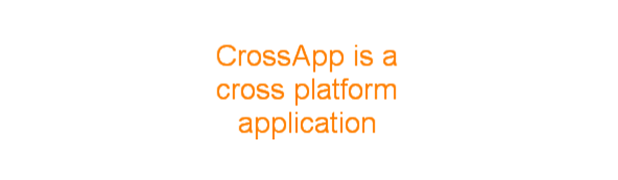 CrossApp is a
cross platform
application